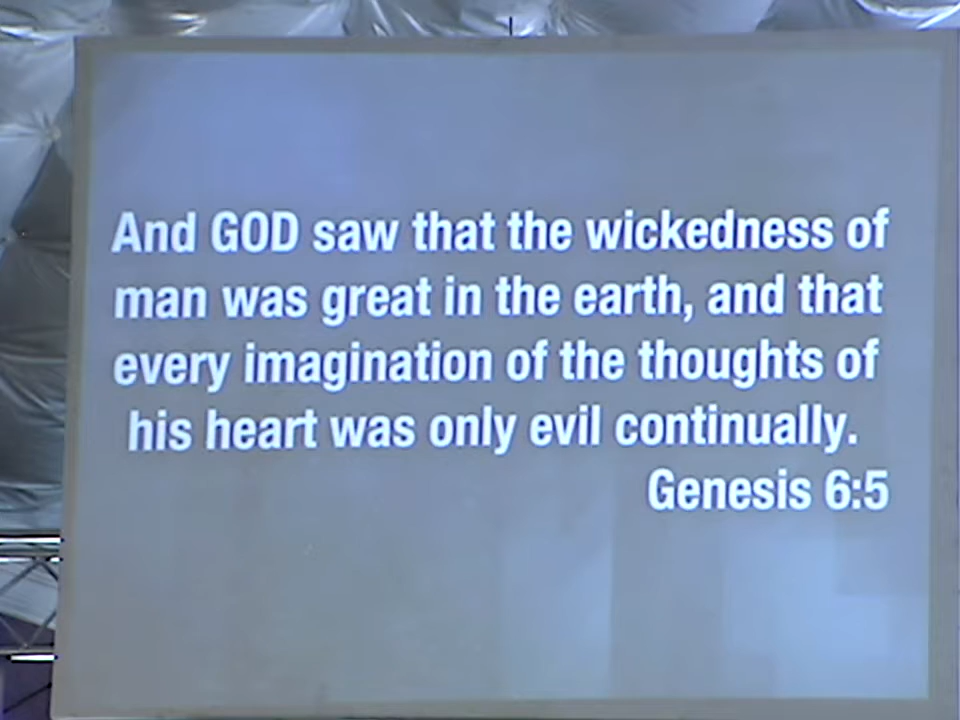 And GOD saw that the wickedness of
man was great in the earth, and that
every imagination of the thoughts of
his heart was only evil continually.
Genesis 6:5